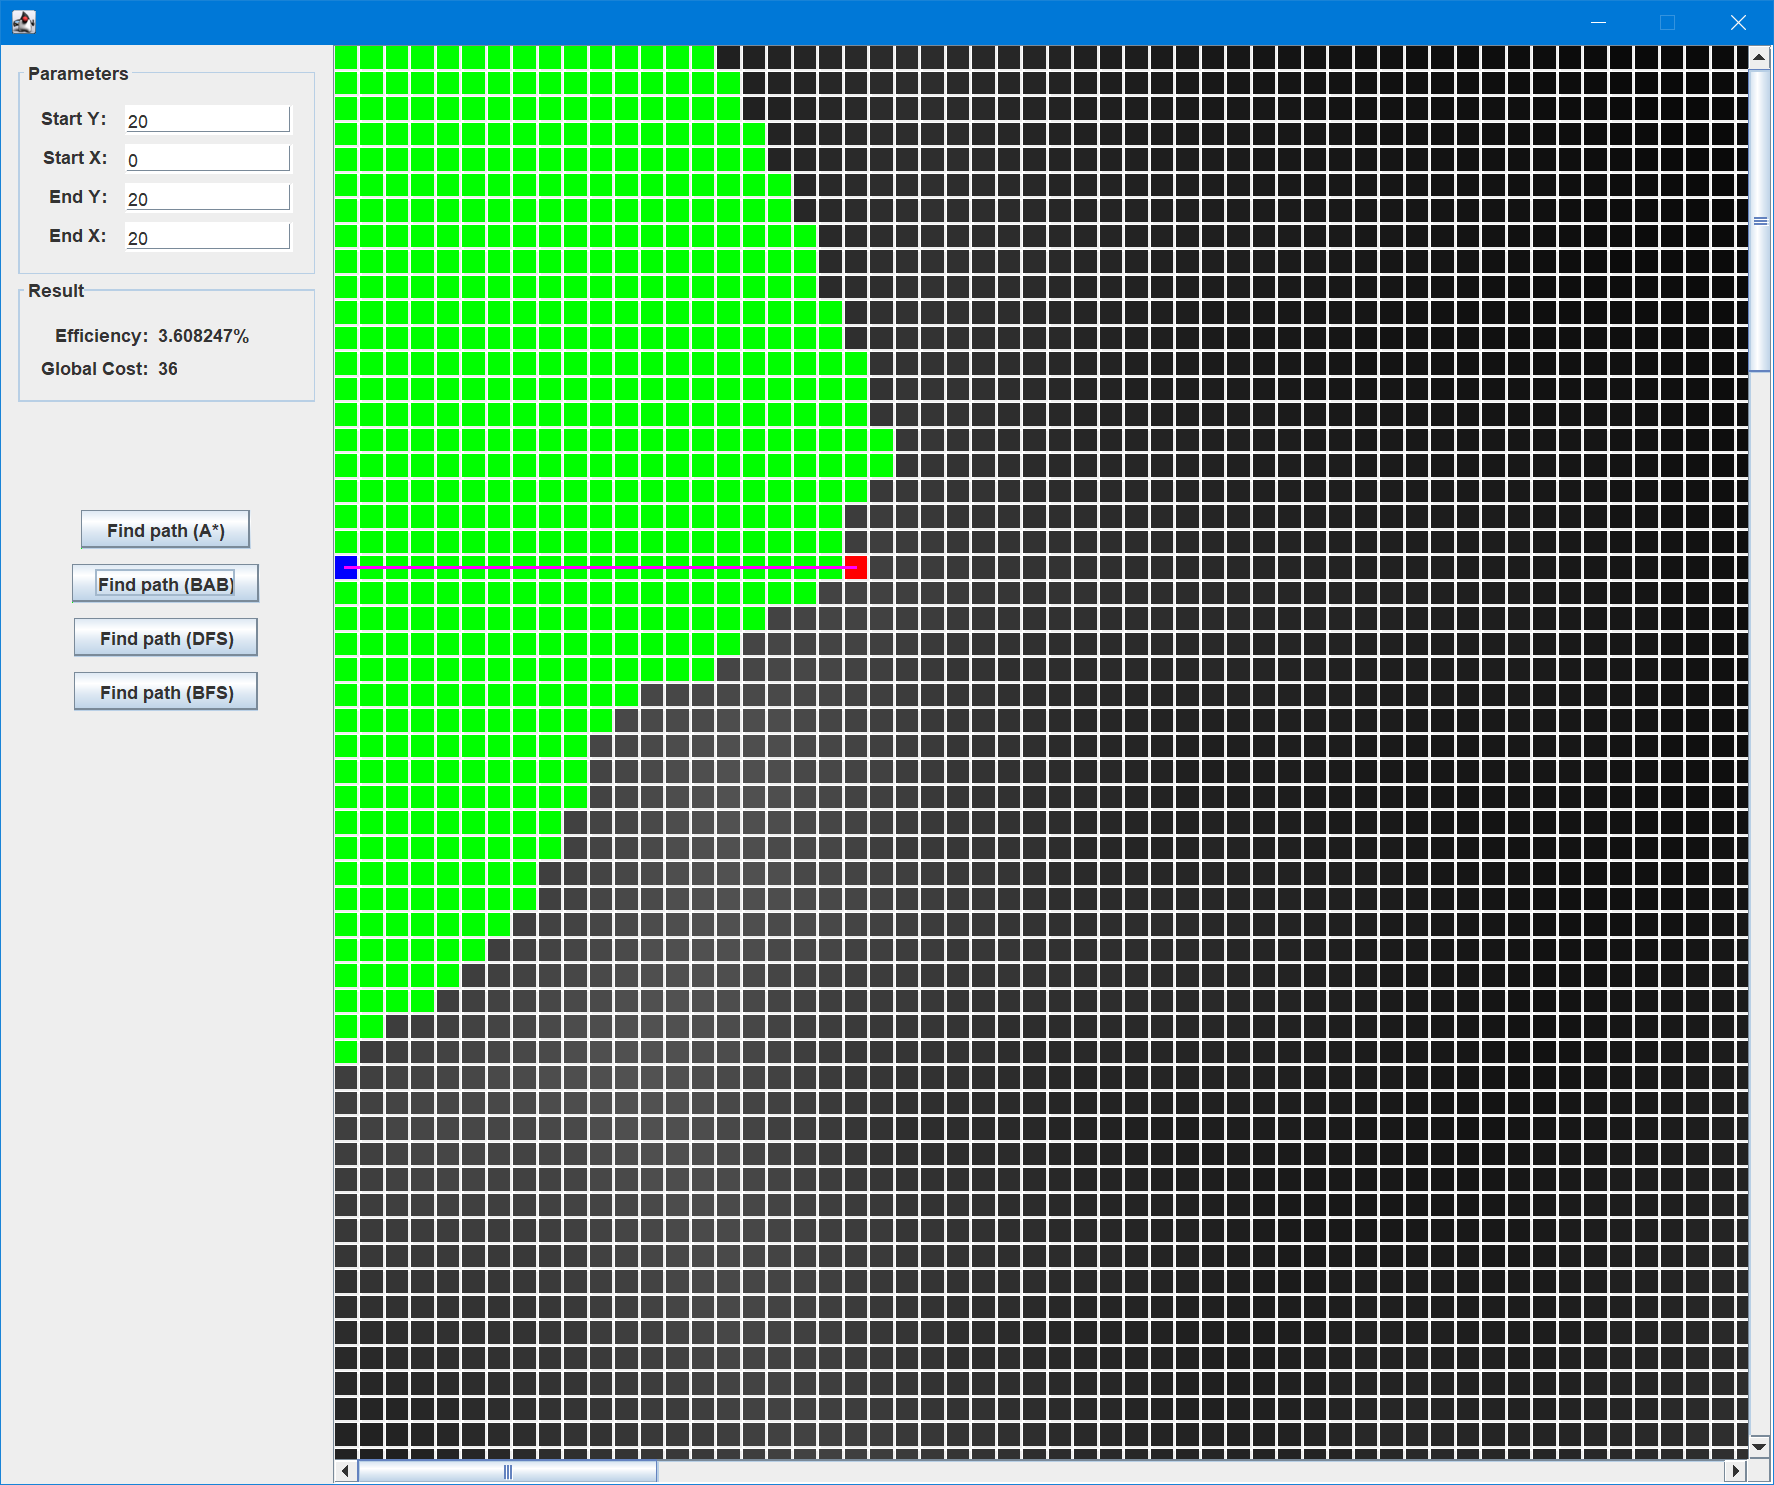 Parameters
Start Y: 20
Start X: 0
End Y: 20
End X: 20
Result
Efficiency: 3.608247%
Global Cost: 36
Find path (A*)
Find path (BAB)
Find path (DFS)
Find path (BFS)